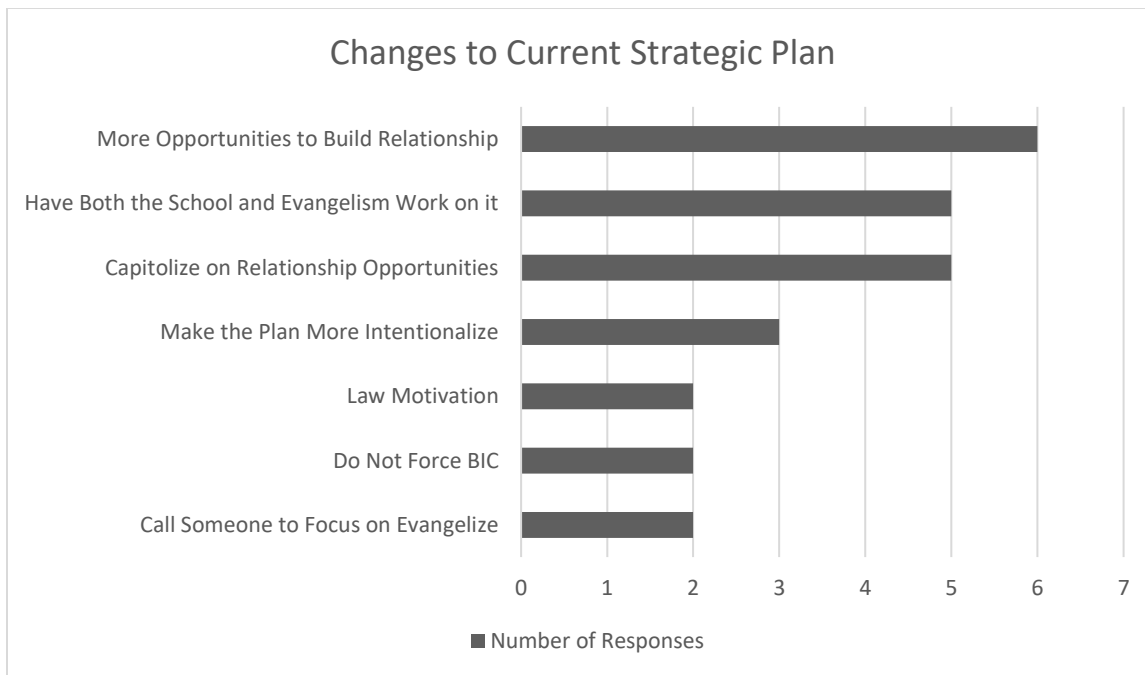 Changes to Current Strategic Plan
More Opportunities to Build Relationship
Have Both the School and Evangelism Work on it
Capitolize on Relationship Opportunities
Make the Plan More Intentionalize
Law Motivation
Do Not Force BIC
Call Someone to Focus on Evangelize
0 1 2 3 4 5 6 7
Number of Responses